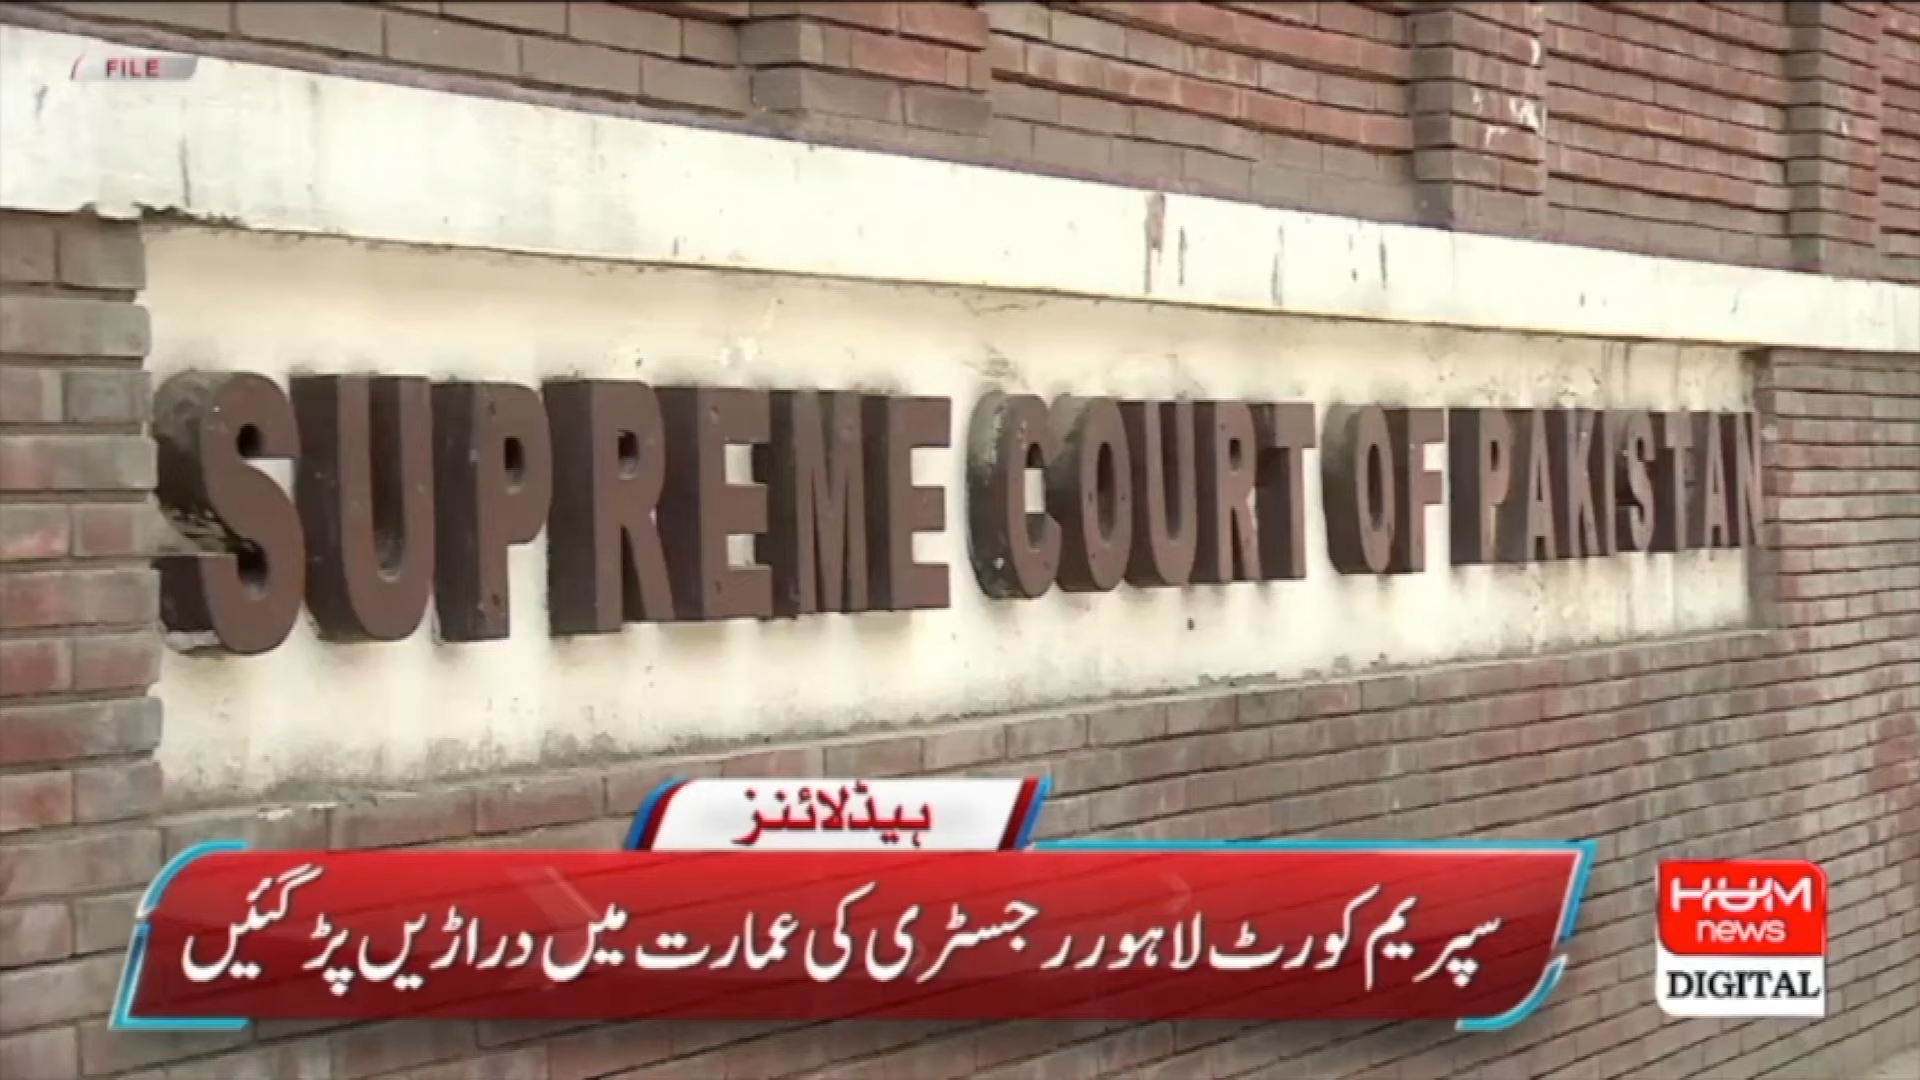 FILE
SUPREME COURT OF PAKISTAN
ہیڈلائنز
سپریم کورٹ لاہور رجسٹری کی عمارت میں دراڑیں پڑ گئیں
HUM
news
DIGITAL